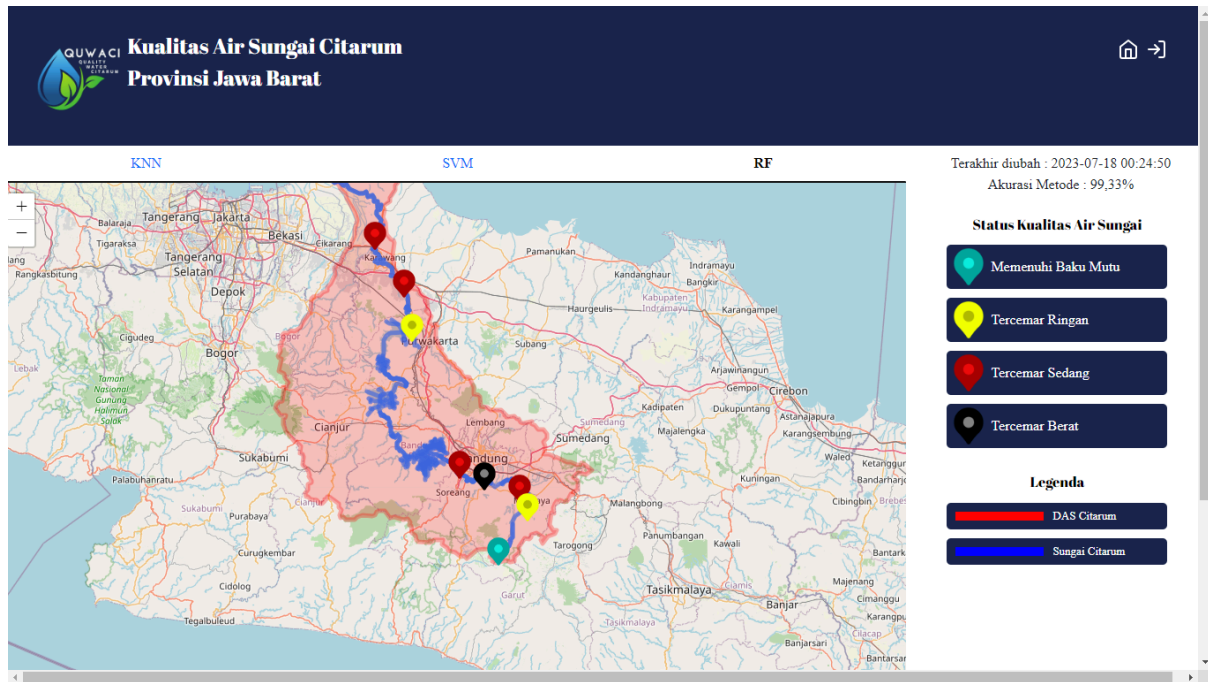 QUWACI
QUALITY
WATER
CITARUM
Kualitas Air Sungai Citarum
Provinsi Jawa Barat
KNN
SVM
RF
Terakhir diubah : 2023-07-18 00:24:50
Akurasi Metode : 99,33%
+
−
Balaraja
Tangerang
Jakarta
Tigaraksa
Bekasi
Cikarang
Tangerang
Selatan
Rangkasbitung
Depok
Pamanukan
Kandanghaur
Indramayu
Bangkir
Kabupaten
Indramayu
Haurgeulis
Karangampel
Cigudeg
Bogor
Bogor
Subang
Lebak
Taman
Nasional
Gunung
Halimun
Salak
Arjawinangun
Gempol
Cirebon
Kadipaten
Dukupuntang
Astanajapura
Cianjur
Lembang
Sumedang
Sumedang
Majalengka
Karangsembung
Sukabumi
Waled
Palabuhanratu
Soreang
Kuningan
Malangbong
Cibingbin
Brebes
Sukabumi
Purabaya
Panumbangan
Kawali
Curugkembar
Tarogong
Cidolog
Garut
Tasikmalaya
Ciamis
Majenang
Banjar
Cimanggu
Tegalbuleud
Tasikmalaya
Cilacap
Banjarsari
Status Kualitas Air Sungai
Memenuhi Baku Mutu
Tercemar Ringan
Tercemar Sedang
Tercemar Berat
Legenda
DAS Citarum
Sungai Citarum